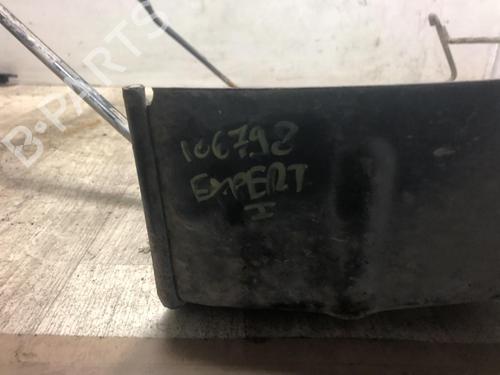 B-PARTS
106792
EXPERT
I